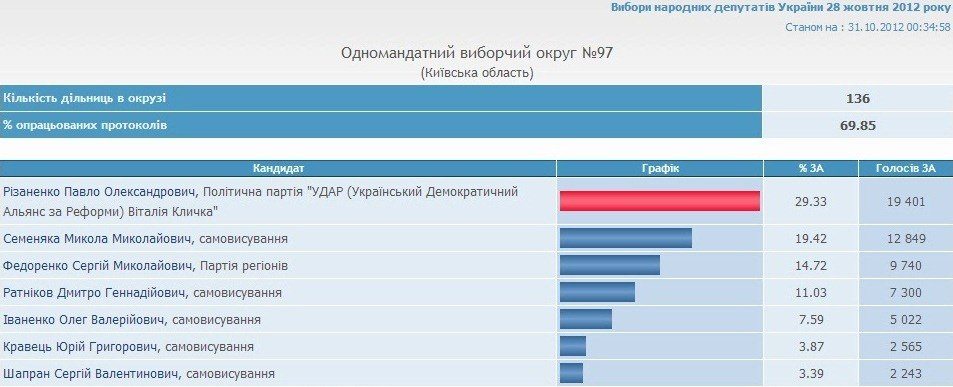 Вибори народних депутатів України 28 жовтня 2012 року
Станом на : 31.10.2012 00:34:58
Одномандатний виборчий округ №97
(Київська область)
Кількість дільниць в окрузі 136
% опрацьованих протоколів 69.85
Кандидат Графік % ЗА Голосів ЗА
Різаненко Павло Олександрович, Політична партія "УДАР (Український Демократичний
Альянс за Реформи) Віталія Кличка" 29.33 19 401
Семеняка Микола Миколайович, самовисування 19.42 12 849
Федоренко Сергій Миколайович, Партія регіонів 14.72 9 740
Ратніков Дмитро Геннадійович, самовисування 11.03 7 300
Іваненко Олег Валерійович, самовисування 7.59 5 022
Кравець Юрій Григорович, самовисування 3.87 2 565
Шапран Сергій Валентинович, самовисування 3.39 2 243